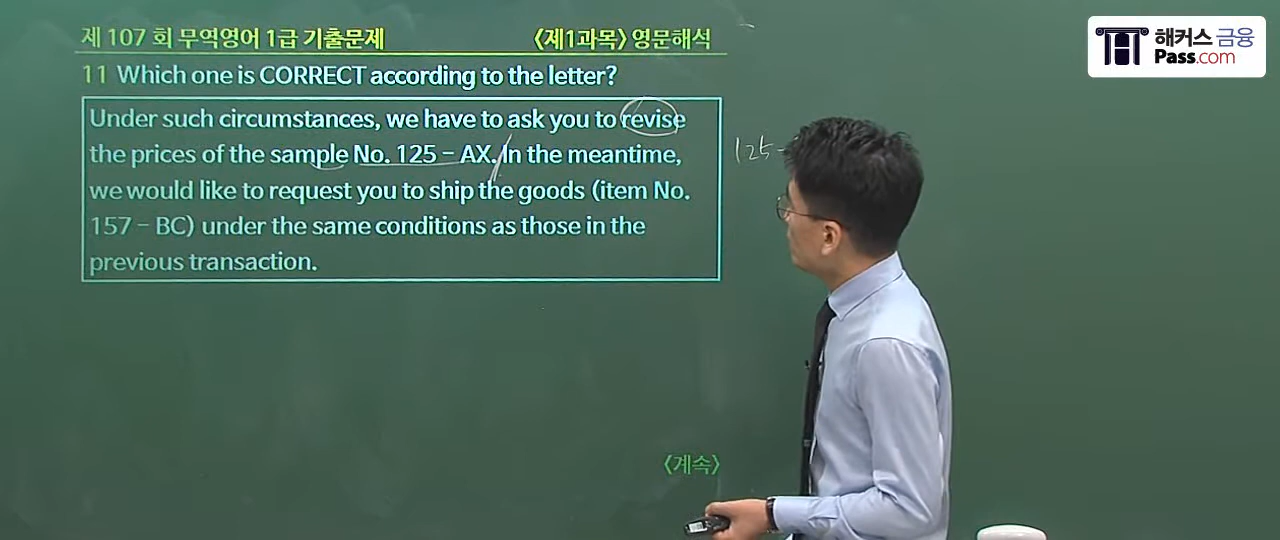 제 107 회 무역영어 1급 기출문제 《제1과목》 영문해석
해커스 금융
Pass.com
11 Which one is CORRECT according to the letter?
Under such circumstances, we have to ask you to revise
the prices of the sample No. 125 – AX. In the meantime,
we would like to request you to ship the goods (item No.
157 – BC) under the same conditions as those in the
previous transaction.
125-
《계속》